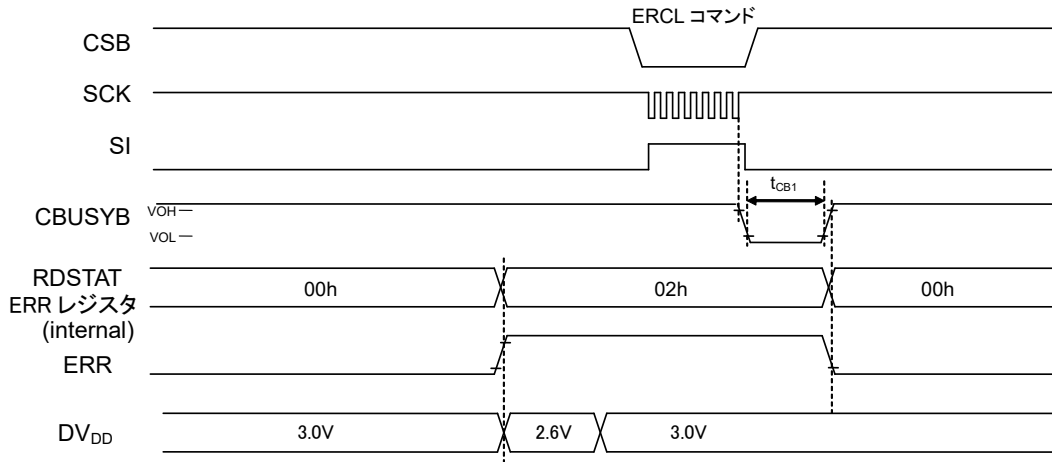 ERCL コマンド
CSB
SCK
SI
tCB1
CBUSYB
VOH
VOL
RDSTAT
ERR レジスタ
(internal)
00h
02h
00h
ERR
DVDD
3.0V
2.6V
3.0V